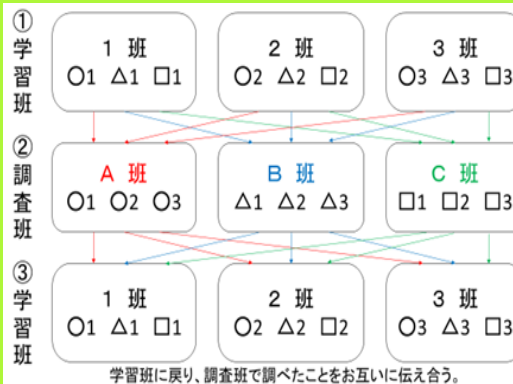 ①学習班
1 班
○1 △1 □1
2 班
○2 △2 □2
3 班
○3 △3 □3
②調査班
A 班
○1 ○2 ○3
B 班
△1 △2 △3
C 班
□1 □2 □3
③学習班
1 班
○1 △1 □1
2 班
○2 △2 □2
3 班
○3 △3 □3
学習班に戻り、調査班で調べたことをお互いに伝え合う。